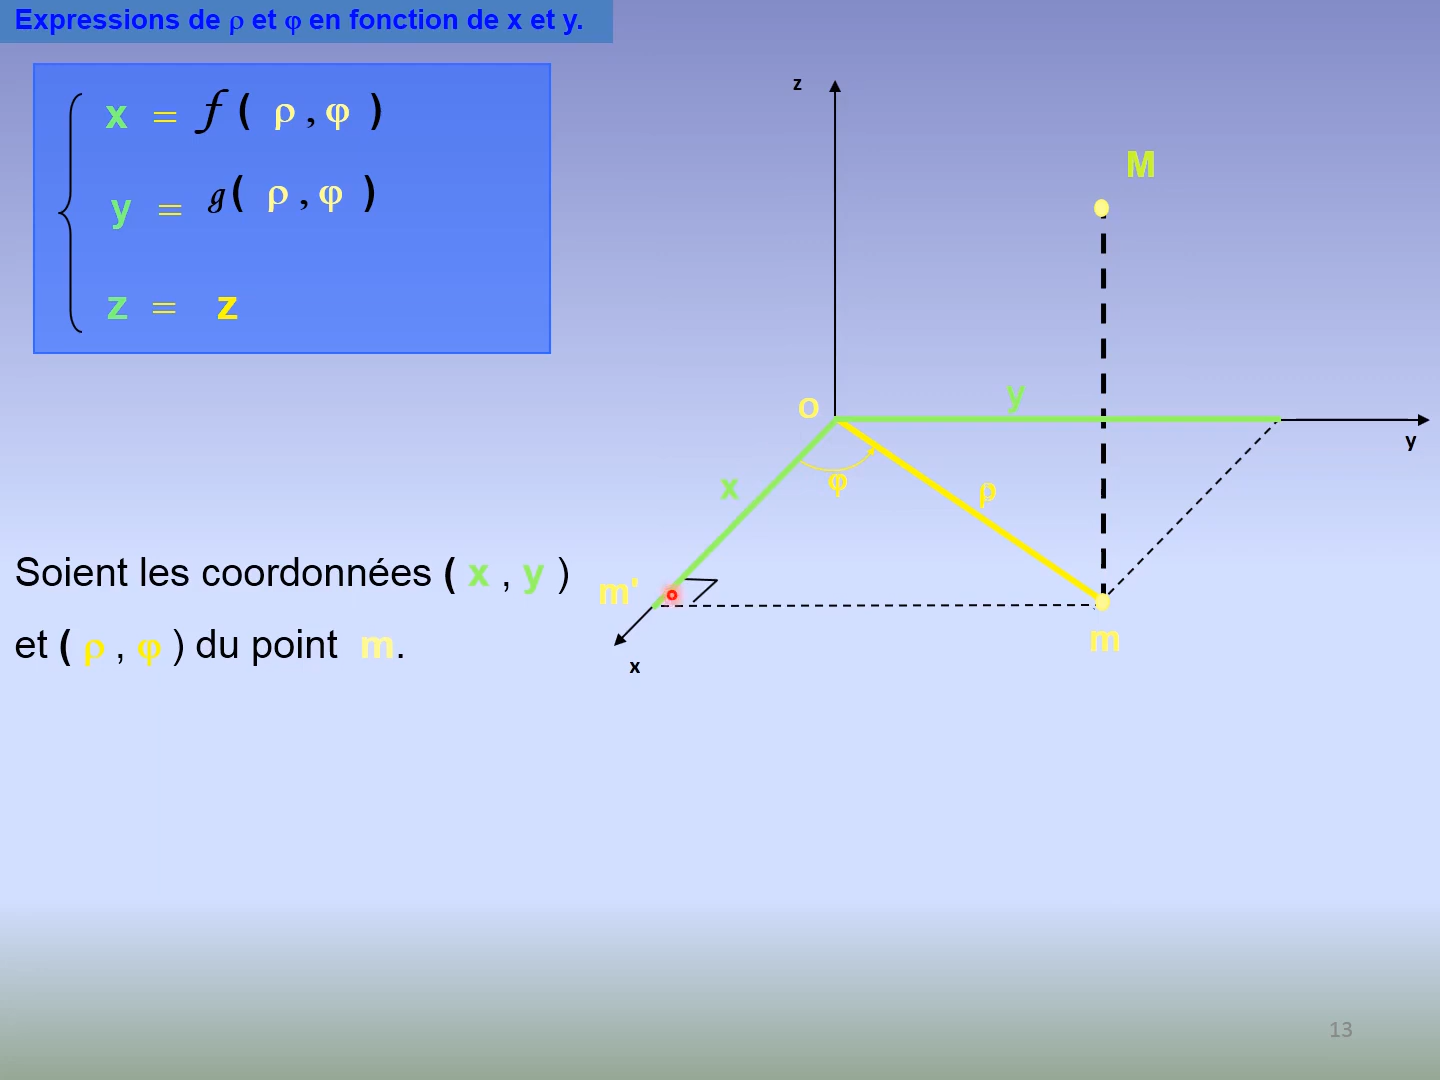 Expressions de ρ et φ en fonction de x et y.
x = f ( ρ , φ )
y = g ( ρ , φ )
z = z
z
M
o
y
y
x
φ
ρ
m'
m
x
Soient les coordonnées ( x , y )
et ( ρ , φ ) du point m.
13